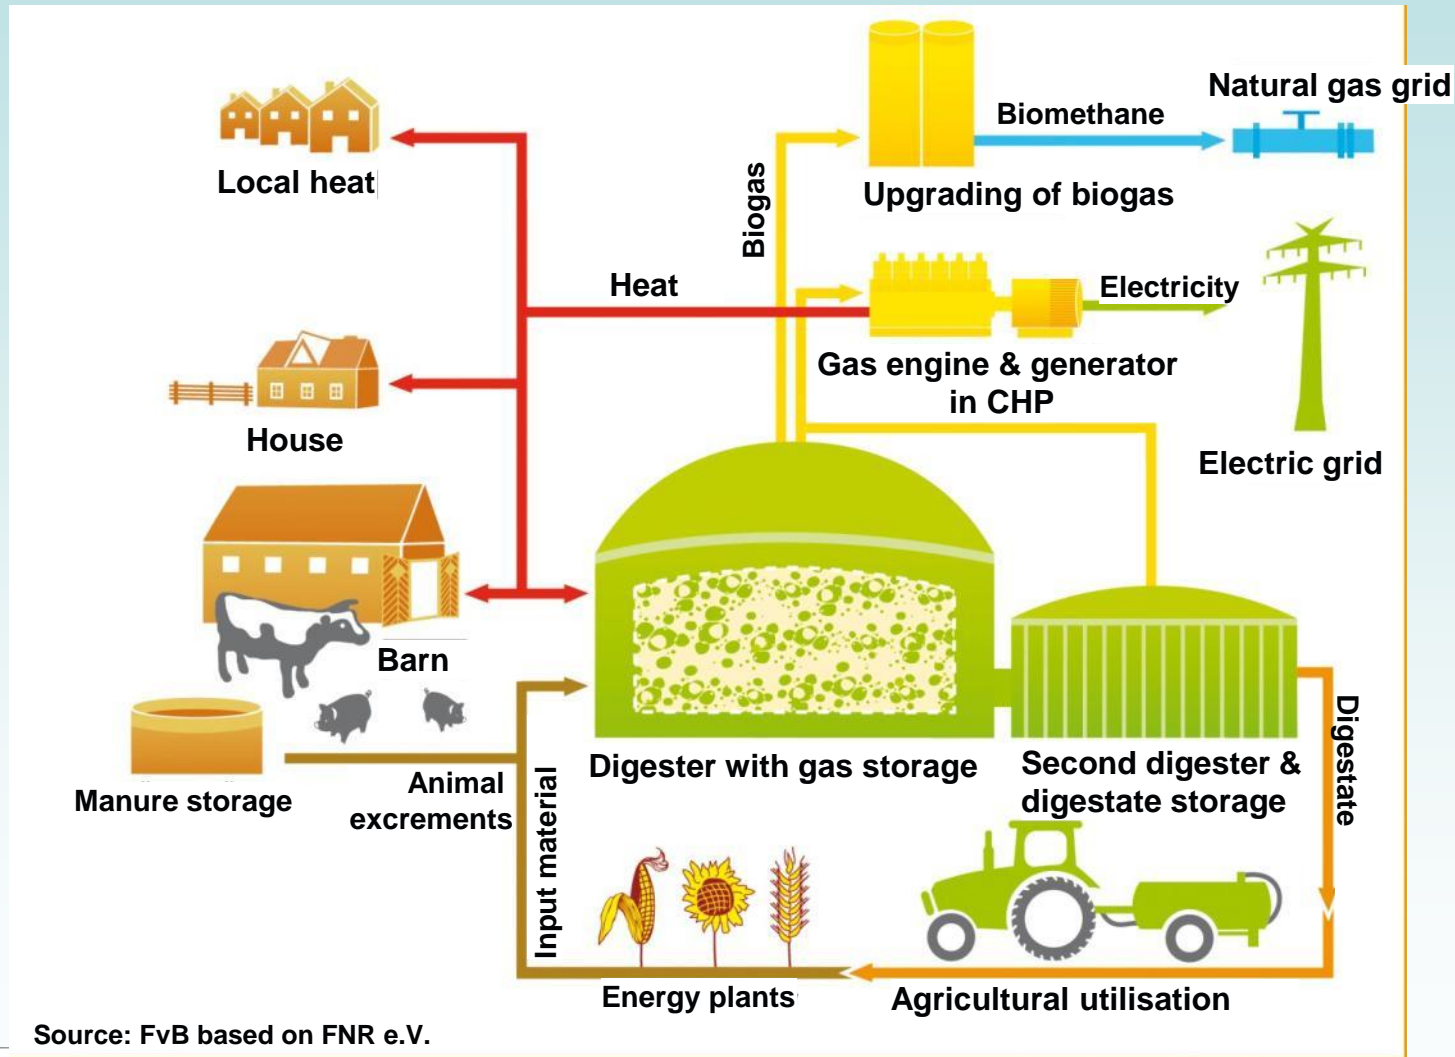 Natural gas grid
Biomethane
Local heat
Upgrading of biogas
Biogas
Heat
Electricity
Gas engine & generator
in CHP
House
Electric grid
Barn
Digestate
Digester with gas storage
Second digester &
digestate storage
Manure storage
Animal
excrements
Input material
Energy plants
Agricultural utilisation
Source: FvB based on FNR e.V.